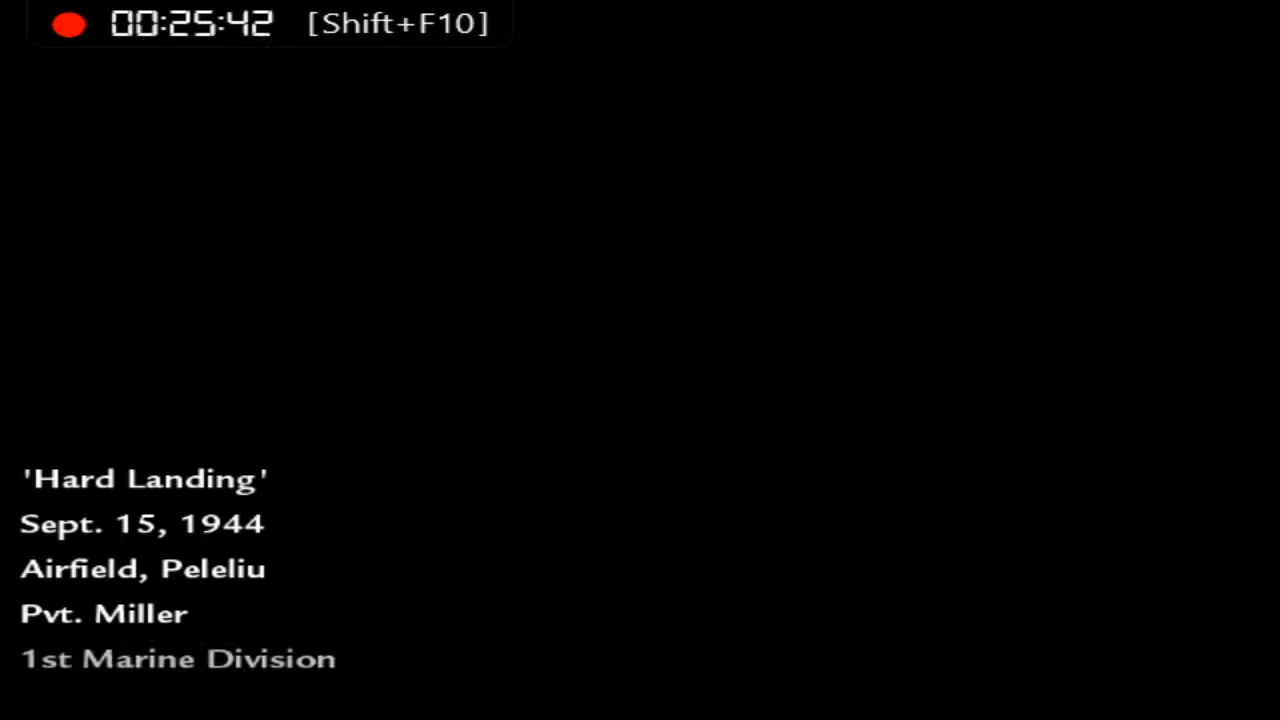 00:25:42 [Shift+F10]
'Hard Landing'
Sept. 15, 1944
Airfield, Peleliu
Pvt. Miller
1st Marine Division